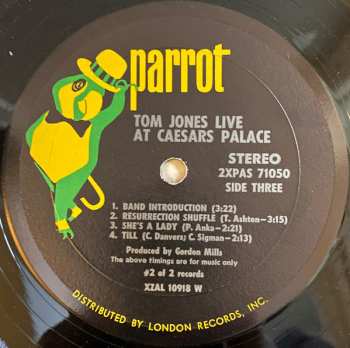 parrot
TOM JONES LIVE
AT CAESARS PALACE
STEREO
2XPAS 71050
SIDE THREE
1. BAND INTRODUCTION (3:22)
2. RESURRECTION SHUFFLE (T. Ashton—3:15)
3. SHE'S A LADY (P. Anka—2:21)
4. TILL (C. Danvers; C. Sigman—2:13)
Produced by Gordon Mills
The above timings are for music only
#2 of 2 records
XZAL 10918 W
DISTRIBUTED BY LONDON RECORDS, INC.